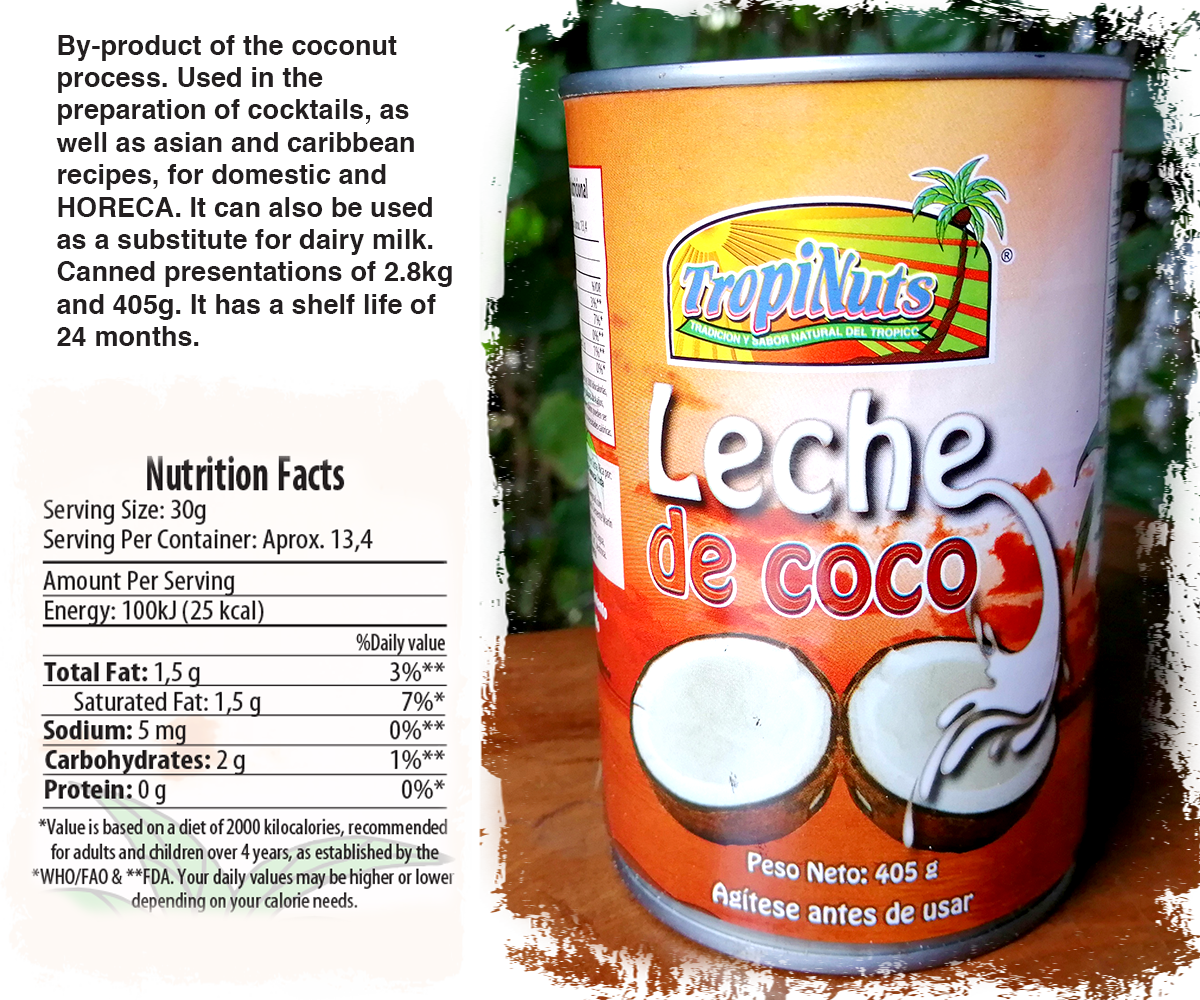 By-product of the coconut
process. Used in the
preparation of cocktails, as
well as asian and caribbean
recipes, for domestic and
HORECA. It can also be used
as a substitute for dairy milk.
Canned presentations of 2.8kg
and 405g. It has a shelf life of
24 months.
Nutrition Facts
Serving Size: 30g
Serving Per Container: Aprox. 13,4
Amount Per Serving
Energy: 100kJ (25 kcal)
%Daily value
Total Fat: 1,5 g 3%**
Saturated Fat: 1,5 g 7%*
Sodium: 5 mg 0%**
Carbohydrates: 2 g 1%**
Protein: 0 g 0%*
*Value is based on a diet of 2000 kilocalories, recommended
for adults and children over 4 years, as established by the
*WHO/FAO & **FDA. Your daily values may be higher or lower
depending on your calorie needs.
TropiNuts ®
TRADICION Y SABOR NATURAL DEL TROPICO
Leche
de coco
Peso Neto: 405 g
Agítese antes de usar